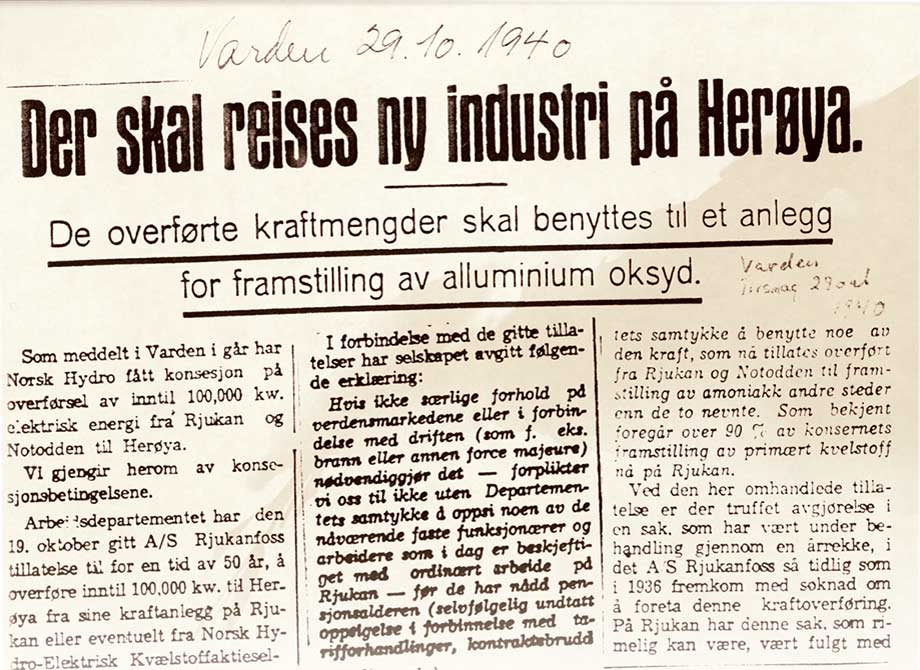 Varden 29.10.1940
Der skal reises ny industri på Herøya.
De overførte kraftmengder skal benyttes til et anlegg
for framstilling av alluminium oksyd.
Varden
Tirsdag 29 okt
1940
Som meddelt i Varden i går har
Norsk Hydro fått konsesjon på
overførsel av inntil 100,000 kw.
elektrisk energi fra Rjukan og
Notodden til Herøya.
Vi gjengir herom av konse-
sjonsbetingelsene.
Arbeidsdepartementet har den
19. oktober gitt A/S Rjukanfoss
tillatelse til for en tid av 50 år, å
overføre inntil 100.000 kw. til Her-
øya fra sine kraftanlegg på Rju-
kan eller eventuelt fra Norsk Hy-
dro-Elektrisk Kvælstoffaktiesel-
I forbindelse med de gitte tilla-
telser har selskapet avgitt følgen-
de erklæring:
Hvis ikke særlige forhold på
verdensmarkedene eller i forbin-
delse med driften (som f. eks.
brann eller annen force majeure)
nødvendiggjør det — forplikter
vi oss til ikke uten Departemen-
tets samtykke å oppsi noen av de
nåværende faste funksjonærer og
arbeidere som i dag er beskjefti-
get med ordinært arbeide på
Rjukan — før de har nådd pen-
sjonsalderen (selvfølgelig undtatt
oppsigelse i forbinnelse med ta-
rifforhandlinger, kontraktsbrudd
tets samtykke å benytte noe av
den kraft, som nå tillates overført
fra Rjukan og Notodden til fram-
stilling av amoniakk andre steder
enn de to nevnte. Som bekjent
foregår over 90 % av konsernets
framstilling av primært kvelstoff
nå på Rjukan.
Ved den her omhandlede tilla-
telse er der truffet avgjørelse i
en sak, som har vært under be-
handling gjennom en årrekke, i
det A/S Rjukanfoss så tidlig som
i 1936 fremkom med soknad om
å foreta denne kraftoverføring.
På Rjukan har denne sak, som ri-
melig kan være, vært fulgt med